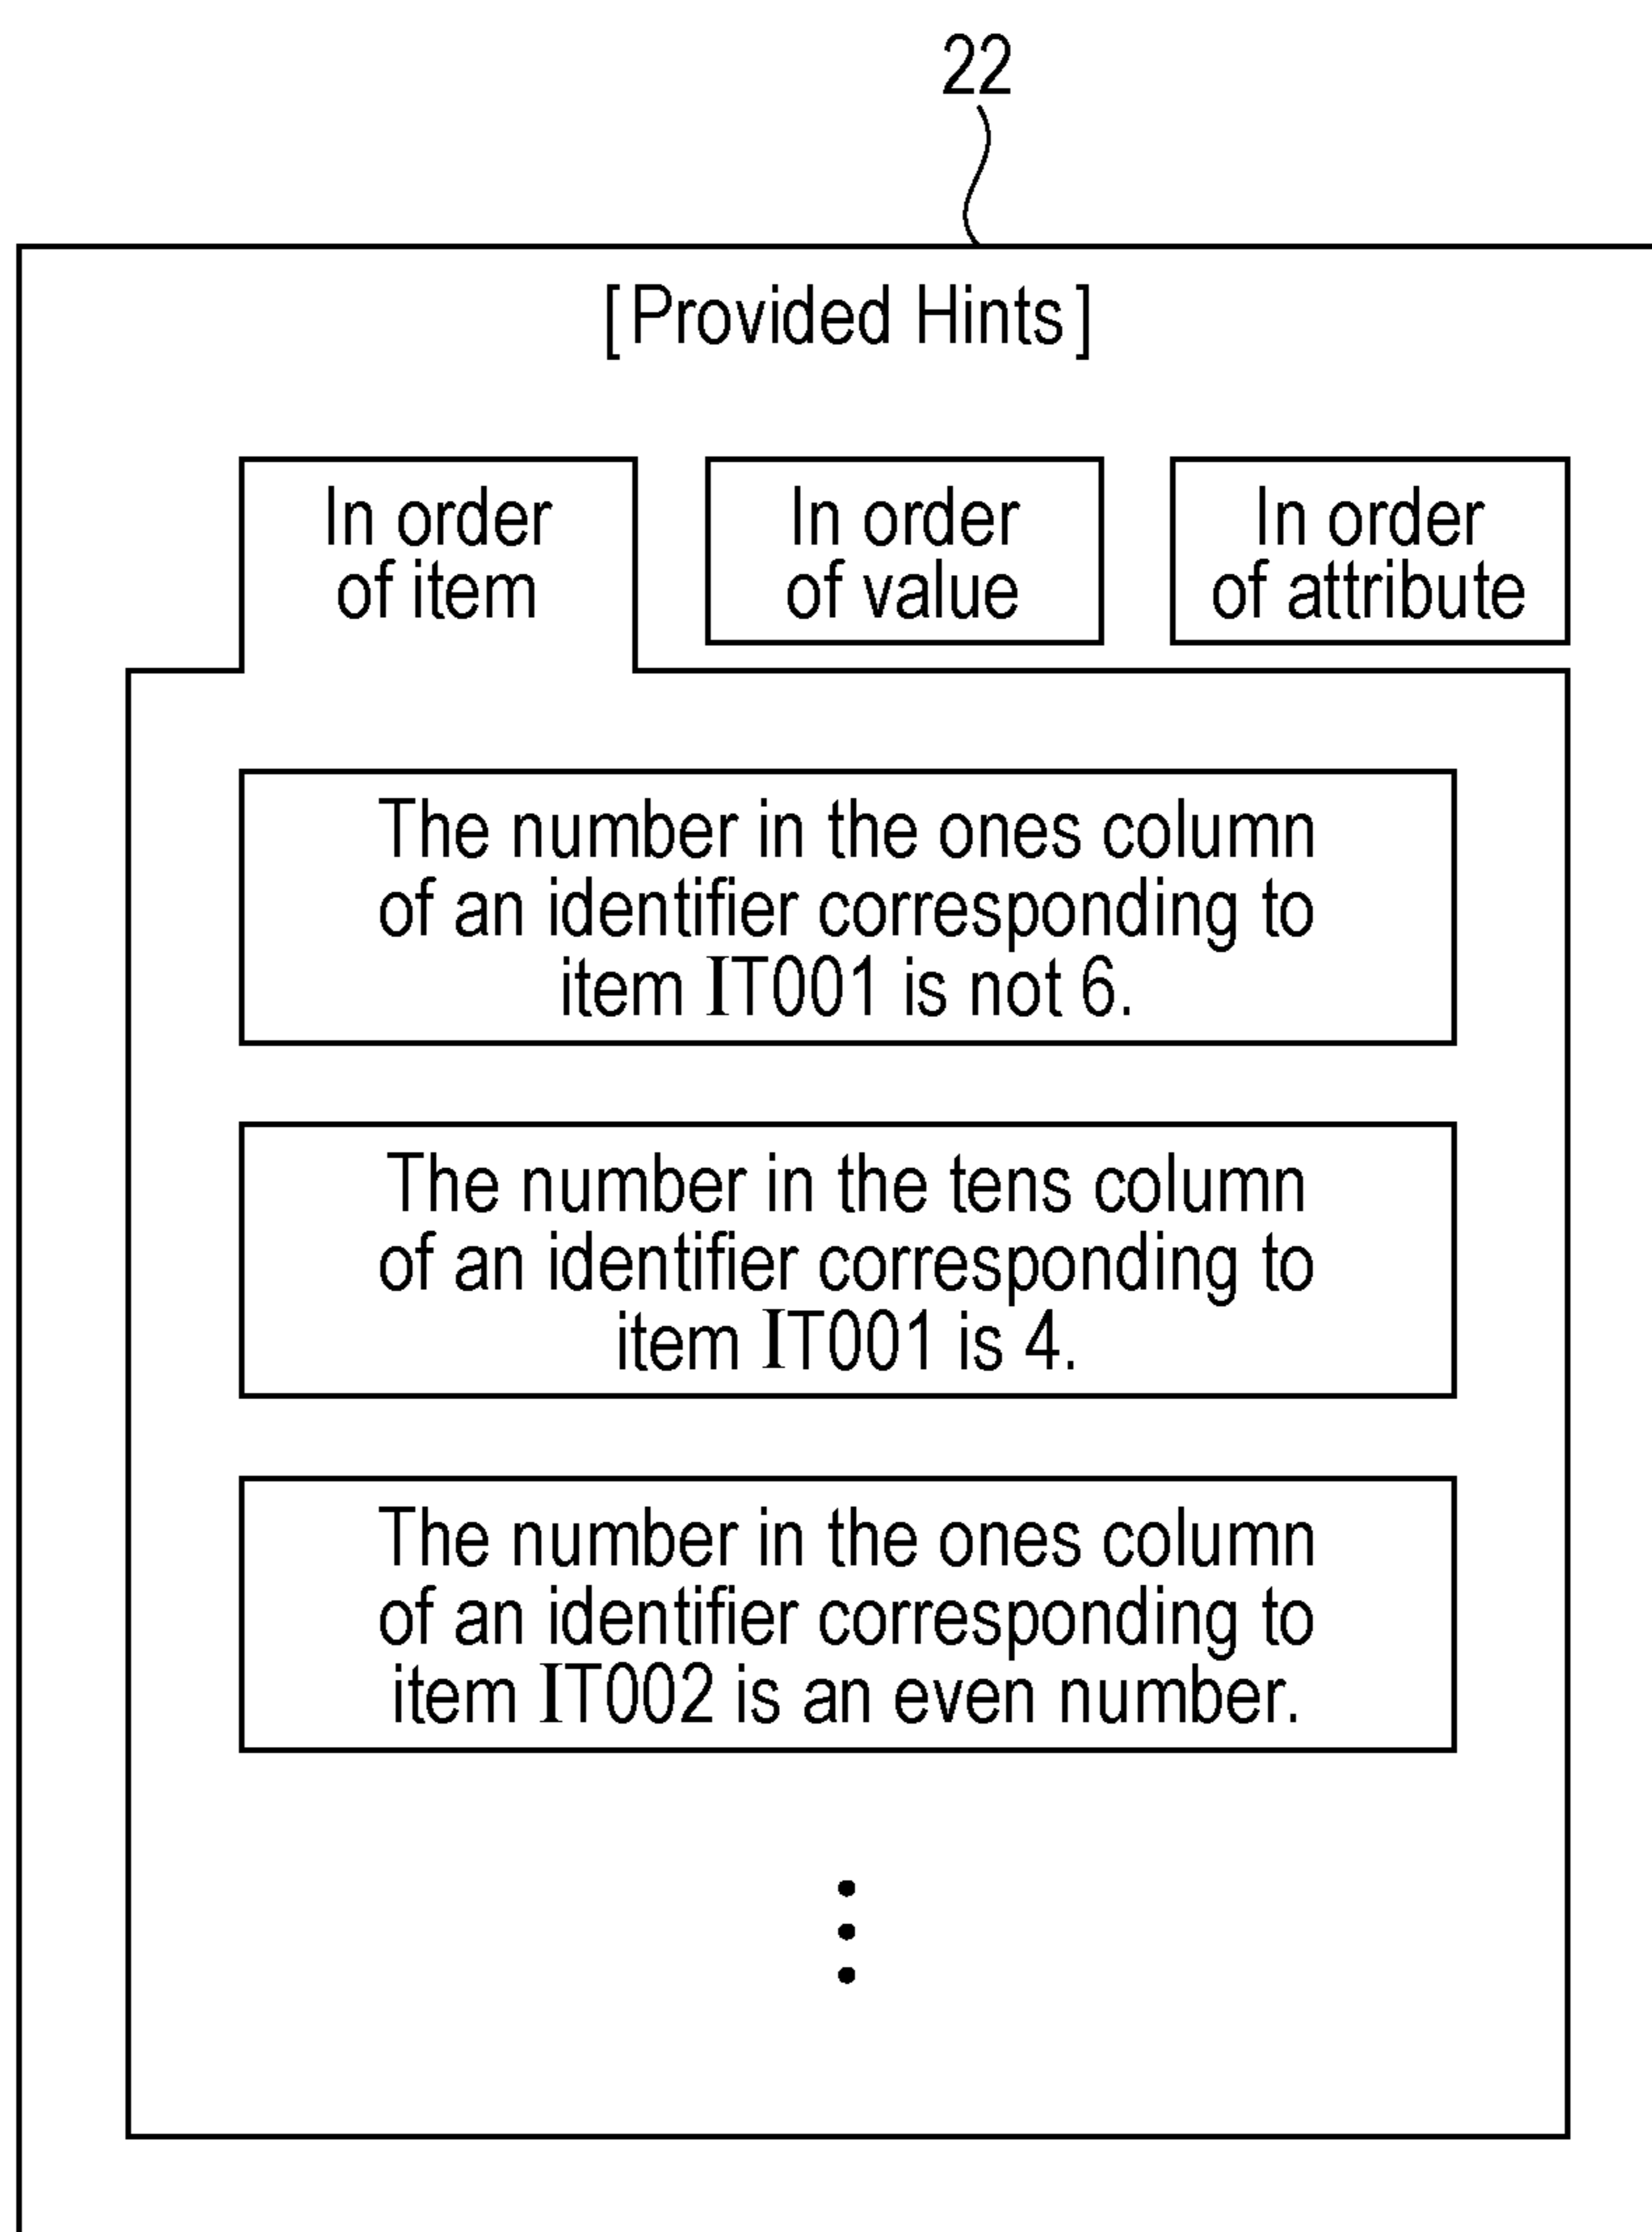 22
[Provided Hints]
In order
of item
In order
of value
In order
of attribute
The number in the ones column
of an identifier corresponding to
item IT001 is not 6.
The number in the tens column
of an identifier corresponding to
item IT001 is 4.
The number in the ones column
of an identifier corresponding to
item IT002 is an even number.